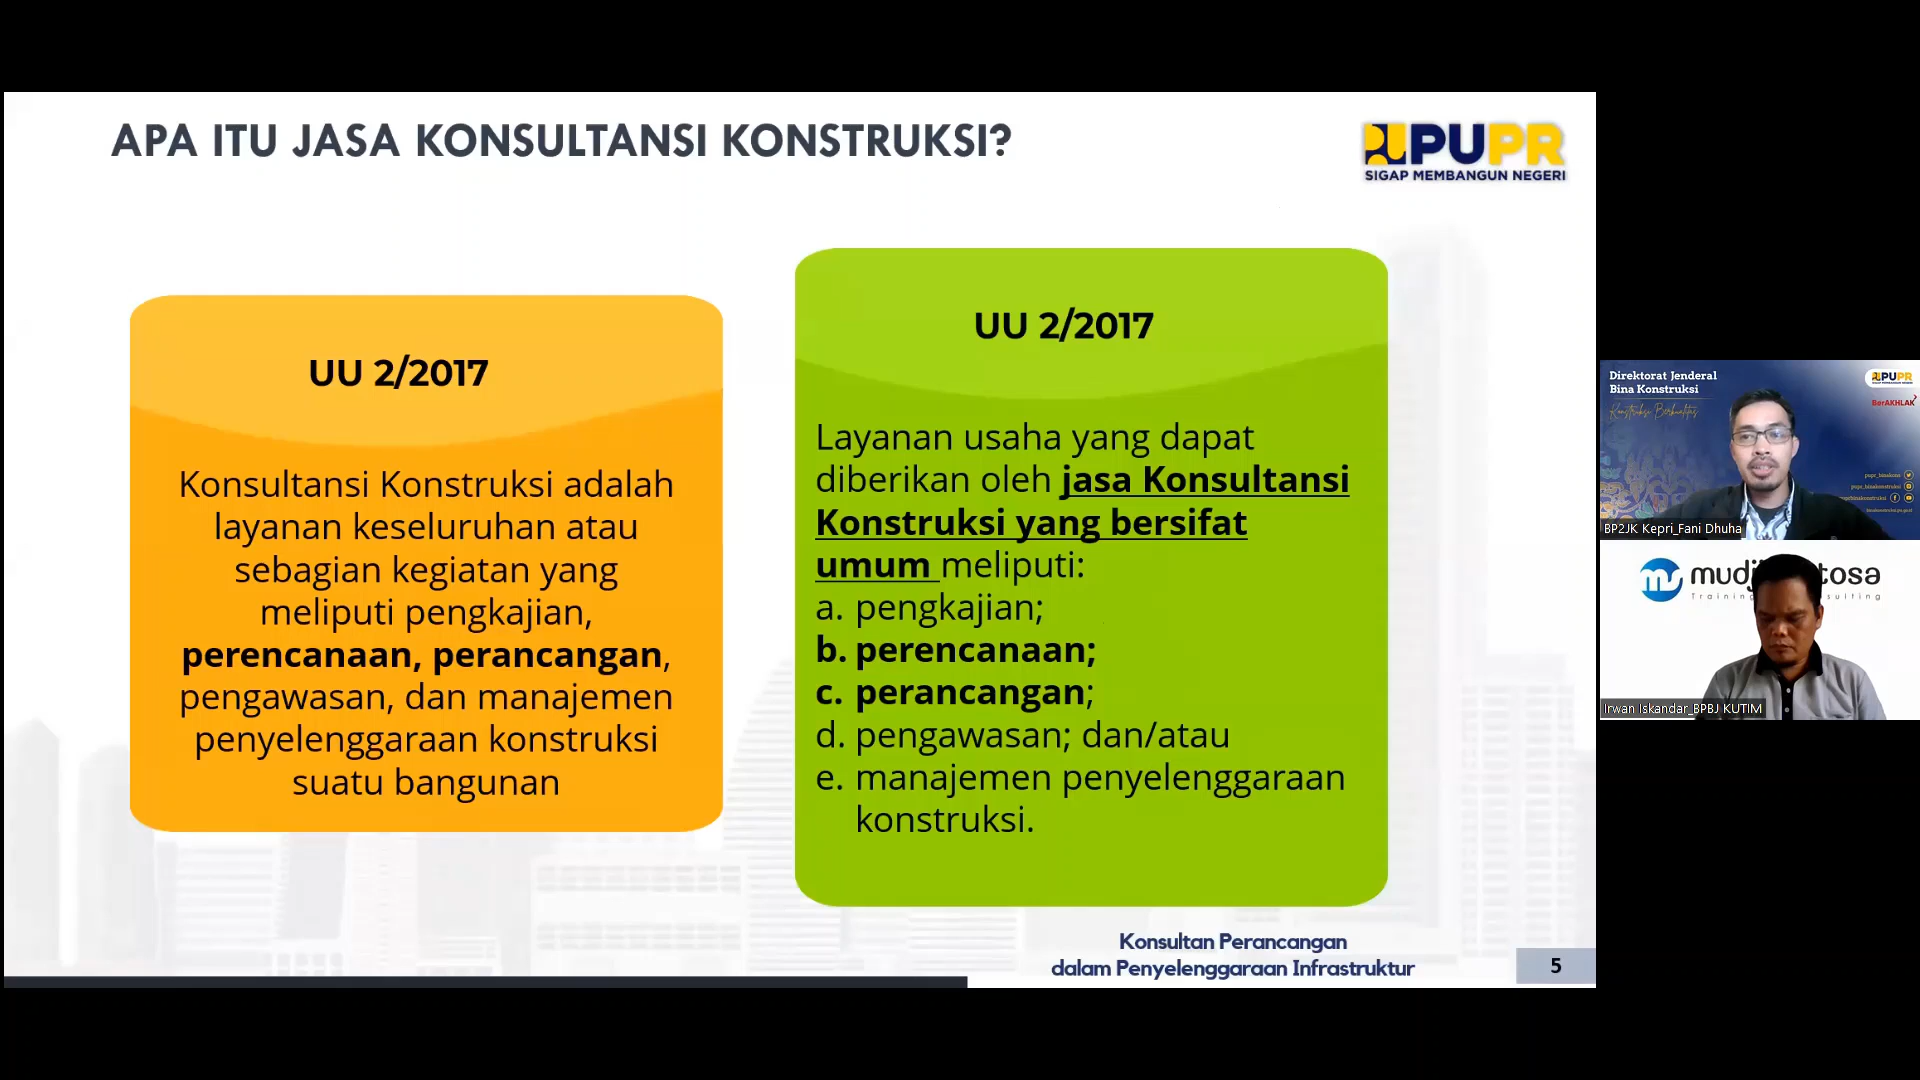 APA ITU JASA KONSULTANSI KONSTRUKSI?
PUPR
SIGAP MEMBANGUN NEGERI
UU 2/2017
Konsultansi Konstruksi adalah
layanan keseluruhan atau
sebagian kegiatan yang
meliputi pengkajian,
perencanaan, perancangan,
pengawasan, dan manajemen
penyelenggaraan konstruksi
suatu bangunan
UU 2/2017
Layanan usaha yang dapat
diberikan oleh jasa Konsultansi
Konstruksi yang bersifat
umum meliputi:
a. pengkajian;
b. perencanaan;
c. perancangan;
d. pengawasan; dan/atau
e. manajemen penyelenggaraan
konstruksi.
Konsultan Perancangan
dalam Penyelenggaraan Infrastruktur
5
Direktorat Jenderal
Bina Konstruksi
PUPR
BerAKHLAK
BP2JK Kepri_Fani Dhuha
Irwan Iskandar_BPBJ KUTIM